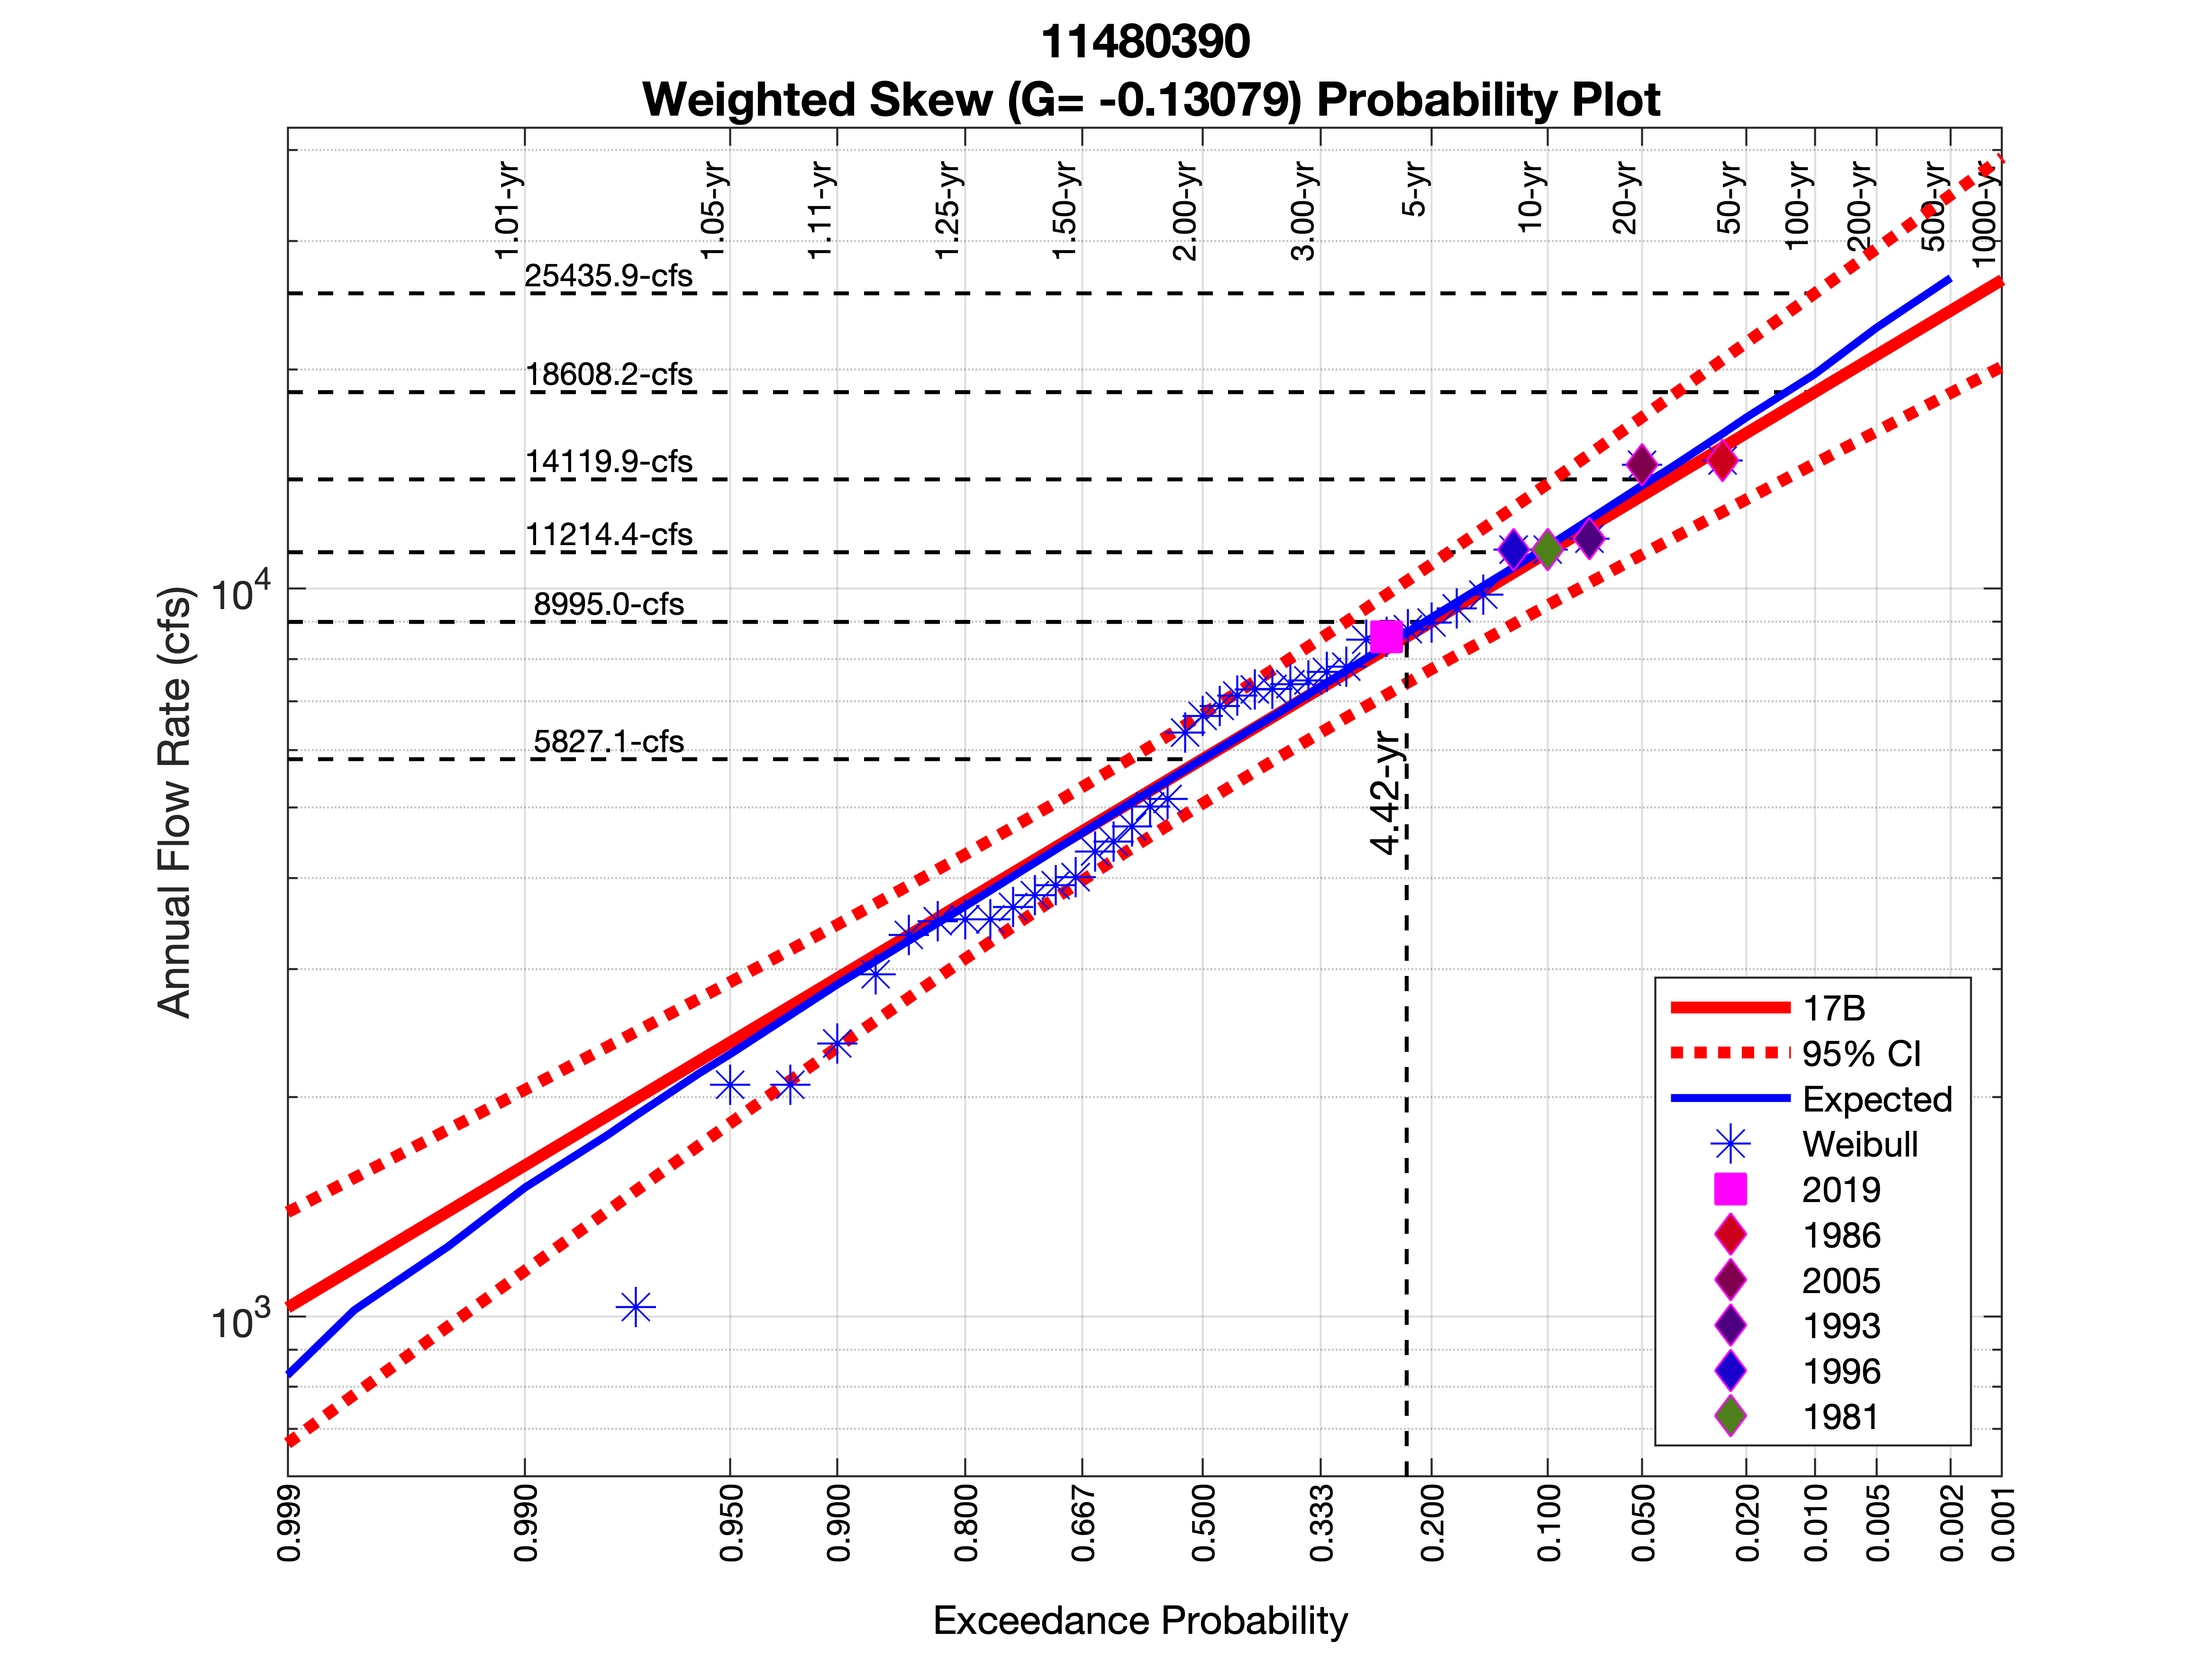 11480390
Weighted Skew (G= -0.13079) Probability Plot
1.01-yr
1.05-yr
1.11-yr
1.25-yr
1.50-yr
2.00-yr
3.00-yr
5-yr
10-yr
20-yr
50-yr
100-yr
200-yr
500-yr
1000-yr
25435.9-cfs
18608.2-cfs
14119.9-cfs
11214.4-cfs
8995.0-cfs
5827.1-cfs
4.42-yr
Annual Flow Rate (cfs)
10⁴
10³
17B
95% CI
Expected
Weibull
2019
1986
2005
1993
1996
1981
0.999
0.990
0.950
0.900
0.800
0.667
0.500
0.333
0.200
0.100
0.050
0.020
0.010
0.005
0.002
0.001
Exceedance Probability